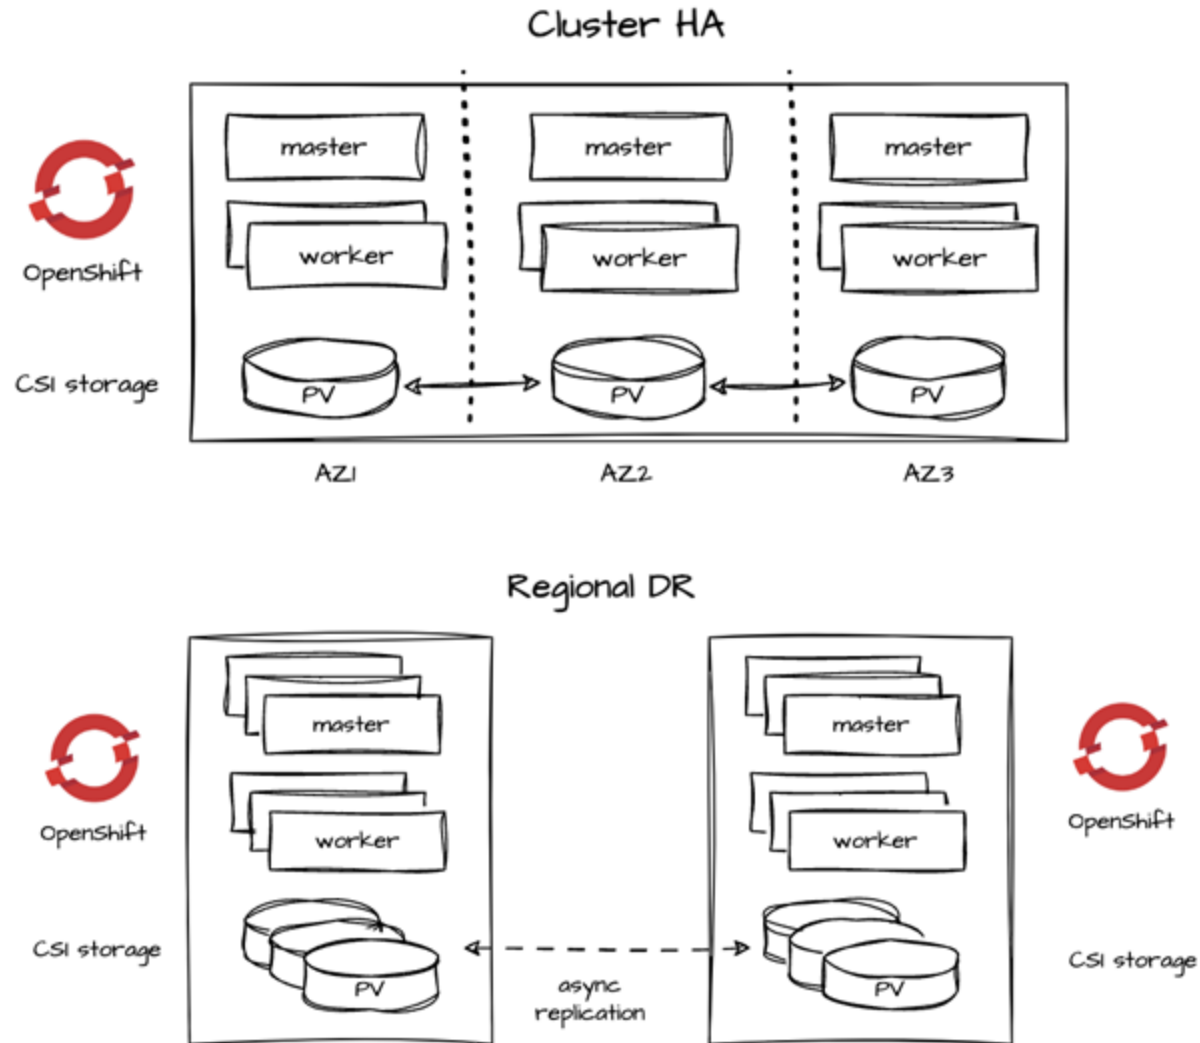 Cluster HA
master master master
OpenShift
worker worker worker
CSI storage
PV PV PV
AZ1 AZ2 AZ3
Regional DR
master master
OpenShift OpenShift
worker worker
CSI storage CSI storage
PV PV
async
replication